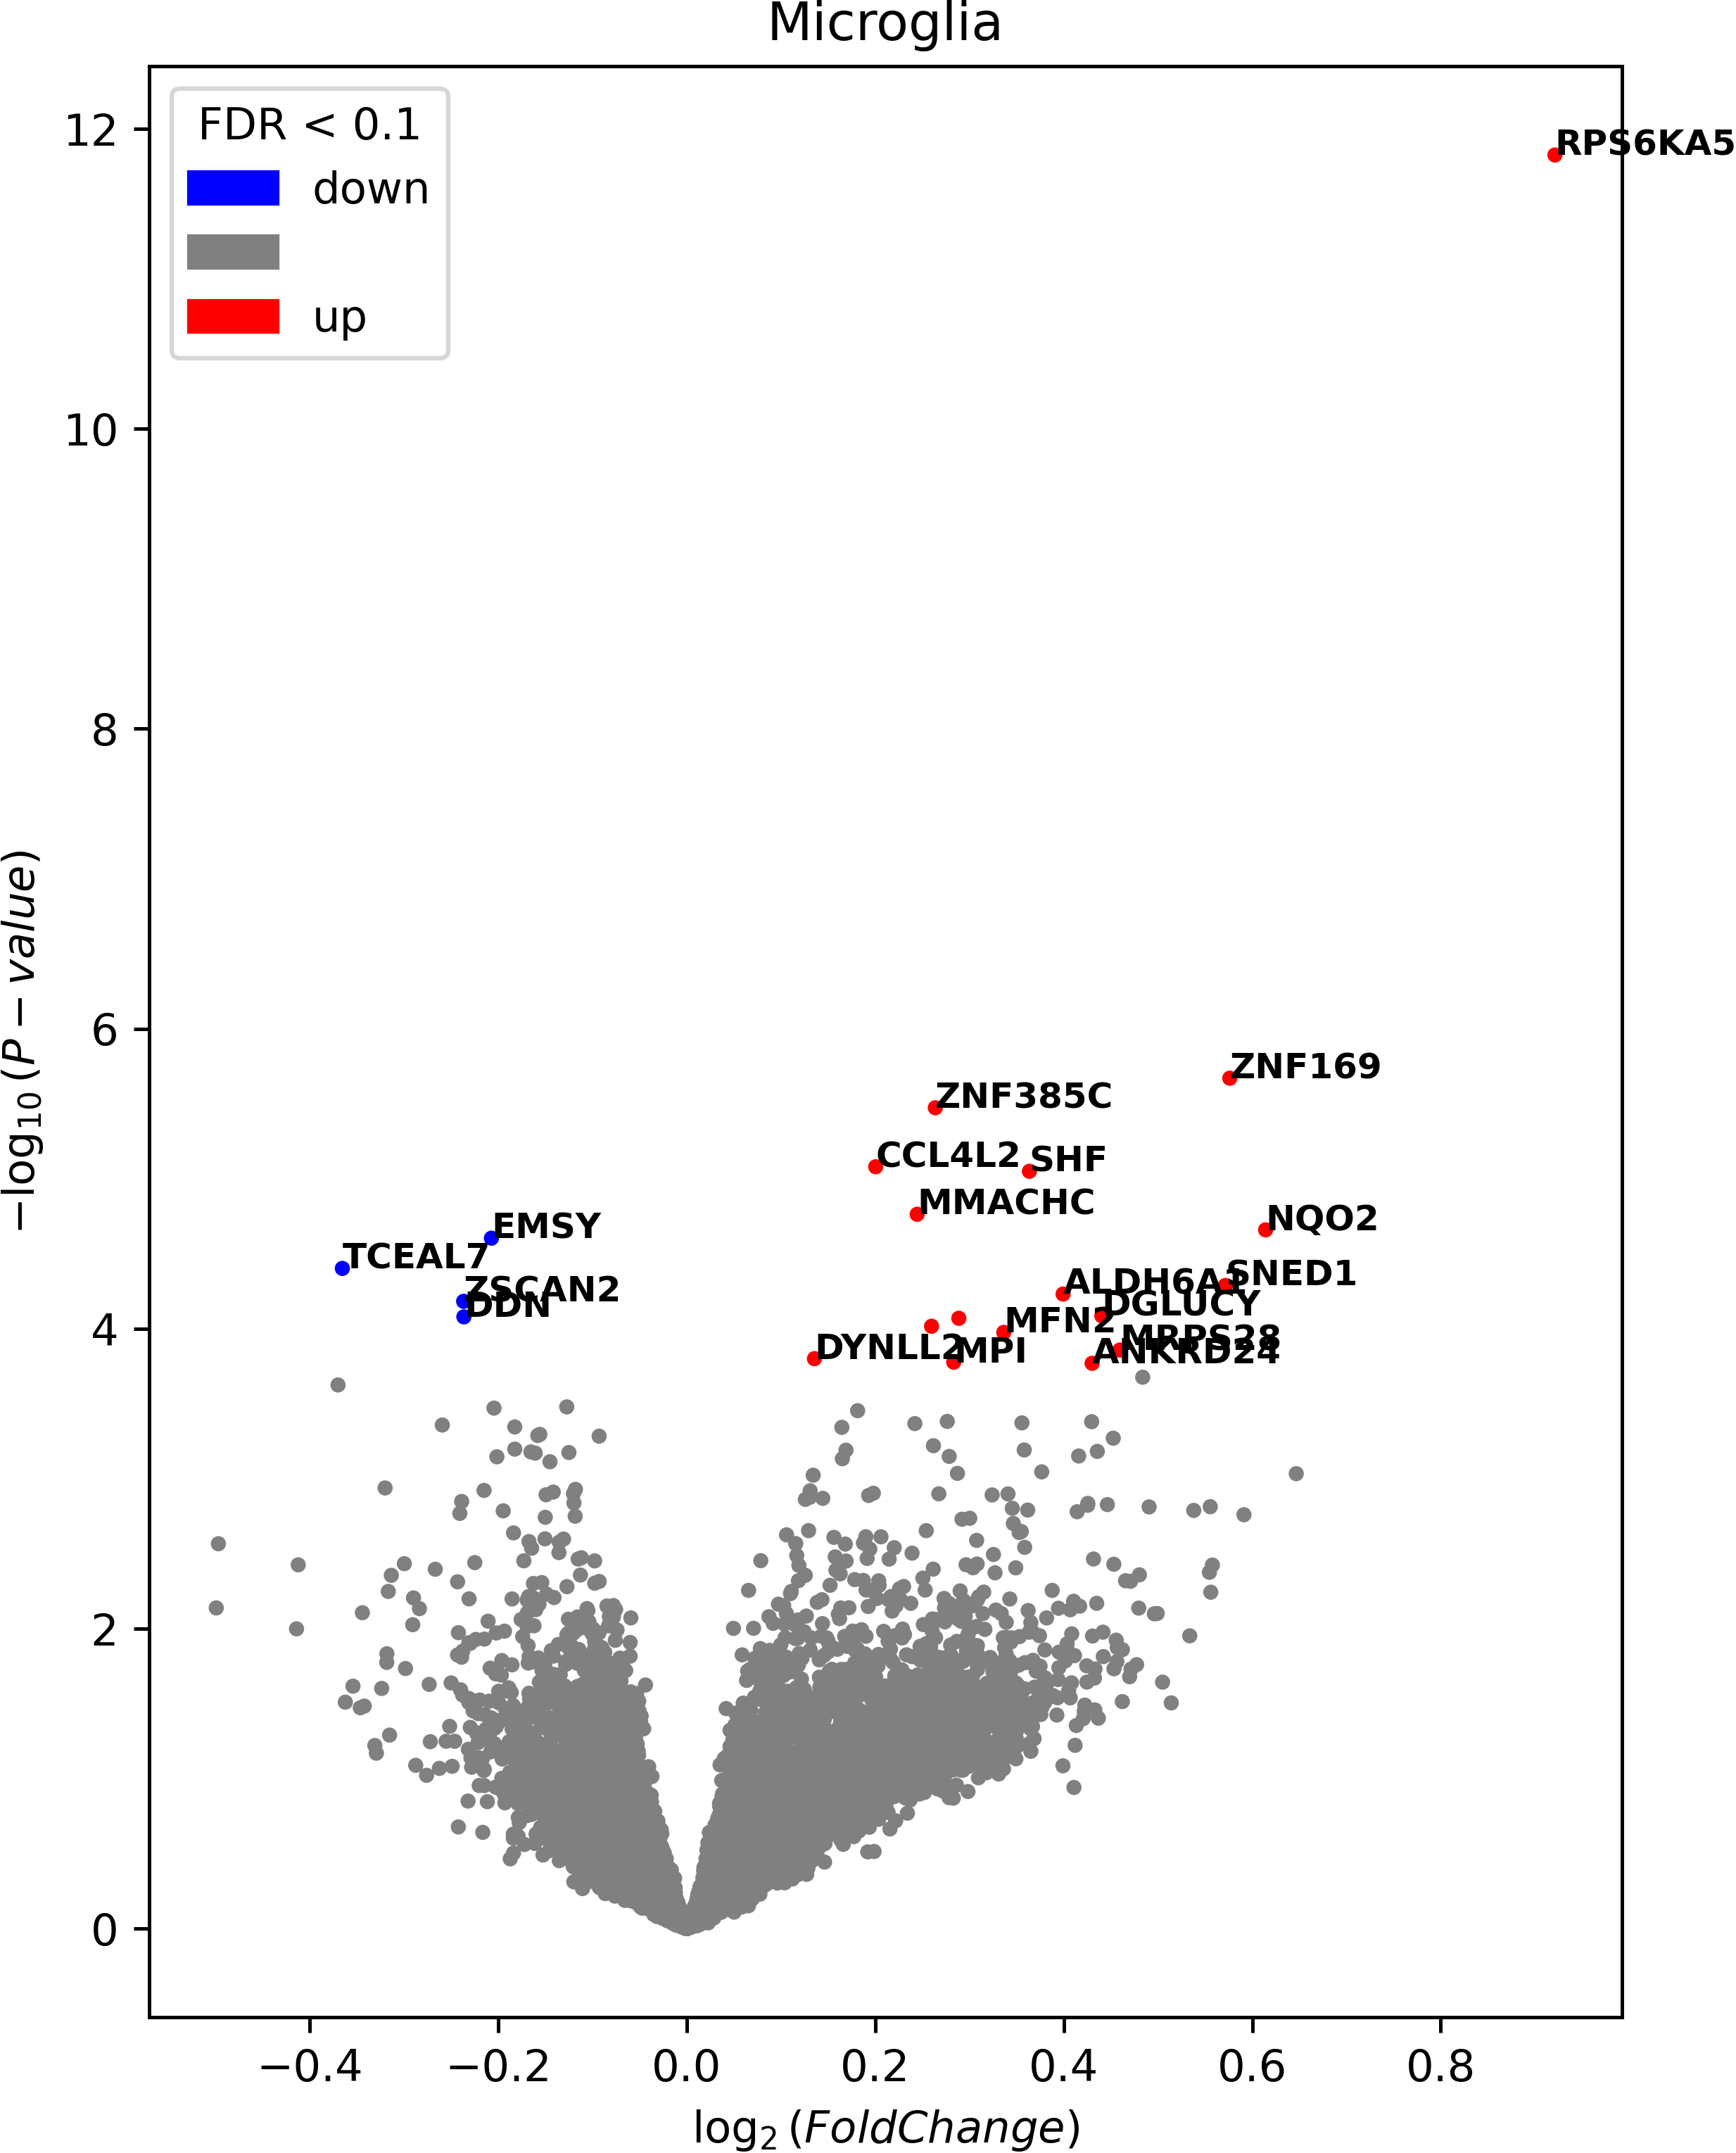 Microglia
FDR < 0.1
down
up
12
10
8
6
4
2
0
−log10 (P − value)
RPS6KA5
ZNF169
ZNF385C
CCL4L2
SHF
MMACHC
NQO2
EMSY
TCEAL7
SNED1
ALDH6A1
ZSCAN2
DGLUCY
DDN
MFN2
MRPS28
DYNLL2
MPI
ANKRD24
−0.4
−0.2
0.0
0.2
0.4
0.6
0.8
log2 (FoldChange)